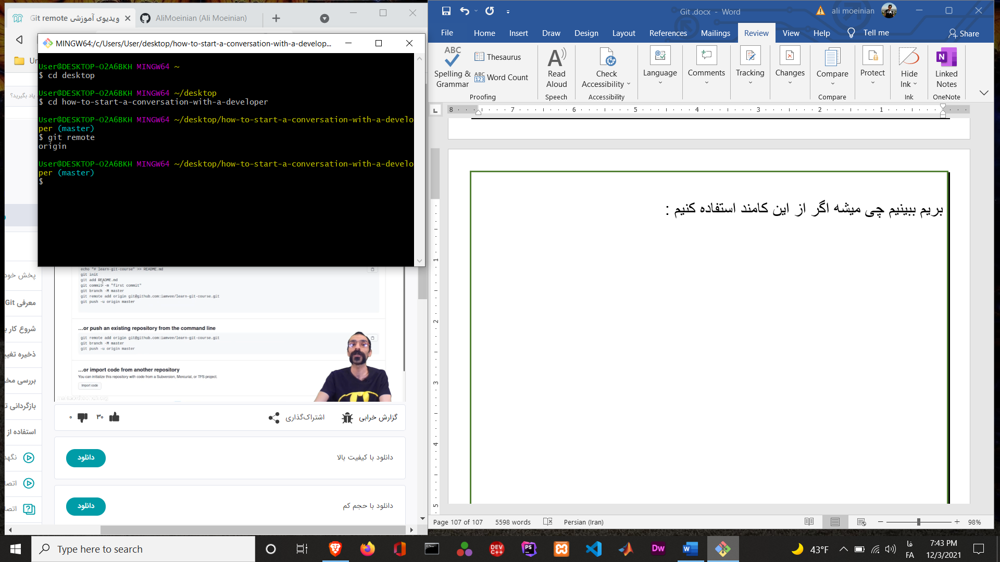 Git remote ویدیوی آموزشی
AliMoeinian (Ali Moeinian)
MINGW64:/c/Users/User/desktop/how-to-start-a-conversation-with-a-develop...
User@DESKTOP-O2A6BKH MINGW64 ~
$ cd desktop
User@DESKTOP-O2A6BKH MINGW64 ~/desktop
$ cd how-to-start-a-conversation-with-a-developer
User@DESKTOP-O2A6BKH MINGW64 ~/desktop/how-to-start-a-conversation-with-a-develo
per (master)
$ git remote
origin
User@DESKTOP-O2A6BKH MINGW64 ~/desktop/how-to-start-a-conversation-with-a-develo
per (master)
$
یاد بگیرید؟
پخش خود
معرفی Git
شروع کار ب
ذخیره تغییر
بررسی مخز
بازگردانی ت
استفاده از
نگهد
اتصا
اتصا
echo "# learn-git-course" >> README.md
git init
git add README.md
git commit -m "first commit"
git branch -M master
git remote add origin git@github.com:iamvee/learn-git-course.git
git push -u origin master
...or push an existing repository from the command line
git remote add origin git@github.com:iamvee/learn-git-course.git
git branch -M master
git push -u origin master
...or import code from another repository
You can initialize this repository with code from a Subversion, Mercurial, or TFS project.
Import code
۰ ۳۰ اشتراک‌گذاری گزارش خرابی
دانلود با کیفیت بالا دانلود
دانلود با حجم کم دانلود
Git .docx - Word
ali moeinian
File Home Insert Draw Design Layout References Mailings Review View Help Tell me Share
Spelling & Grammar
Thesaurus
Word Count
Proofing
Read Aloud
Speech
Check Accessibility
Accessibility
Language
Comments
Tracking
Changes
Compare
Compare
Protect
Hide Ink
Ink
Linked Notes
OneNote
8 7 6 5 4 3 2 1
بریم ببینیم چی میشه اگر از این کامند استفاده کنیم :
1
2
3
4
5
Page 107 of 107 5598 words Persian (Iran) 98%
Type here to search
43°F
فا
FA
7:43 PM
12/3/2021